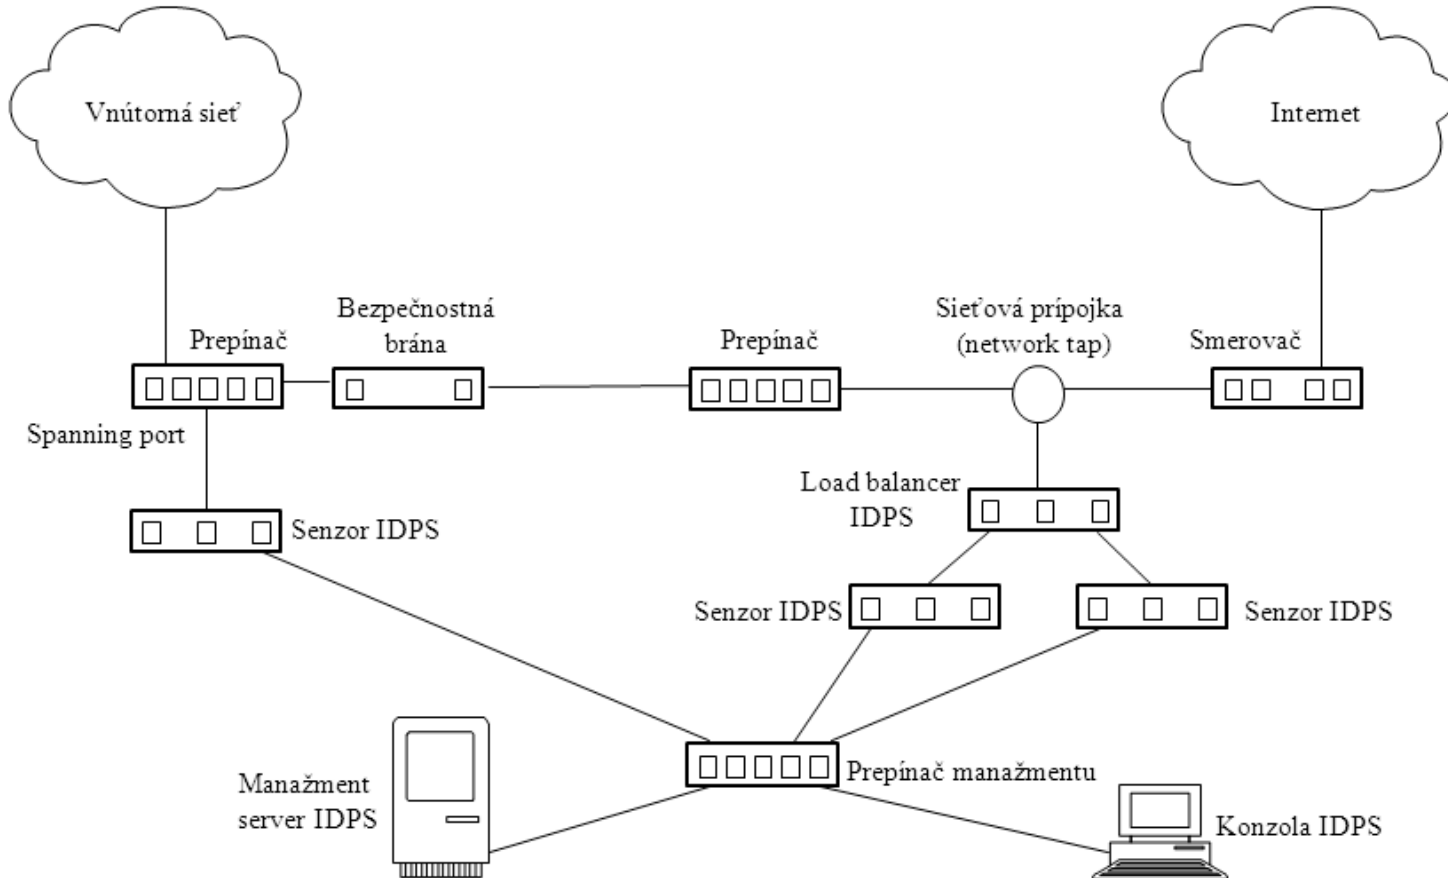 Vnútorná sieť
Internet
Bezpečnostná
brána
Sieťová prípojka
(network tap)
Prepínač
Prepínač
Smerovač
Spanning port
Load balancer
IDPS
Senzor IDPS
Senzor IDPS
Senzor IDPS
Manažment
server IDPS
Prepínač manažmentu
Konzola IDPS